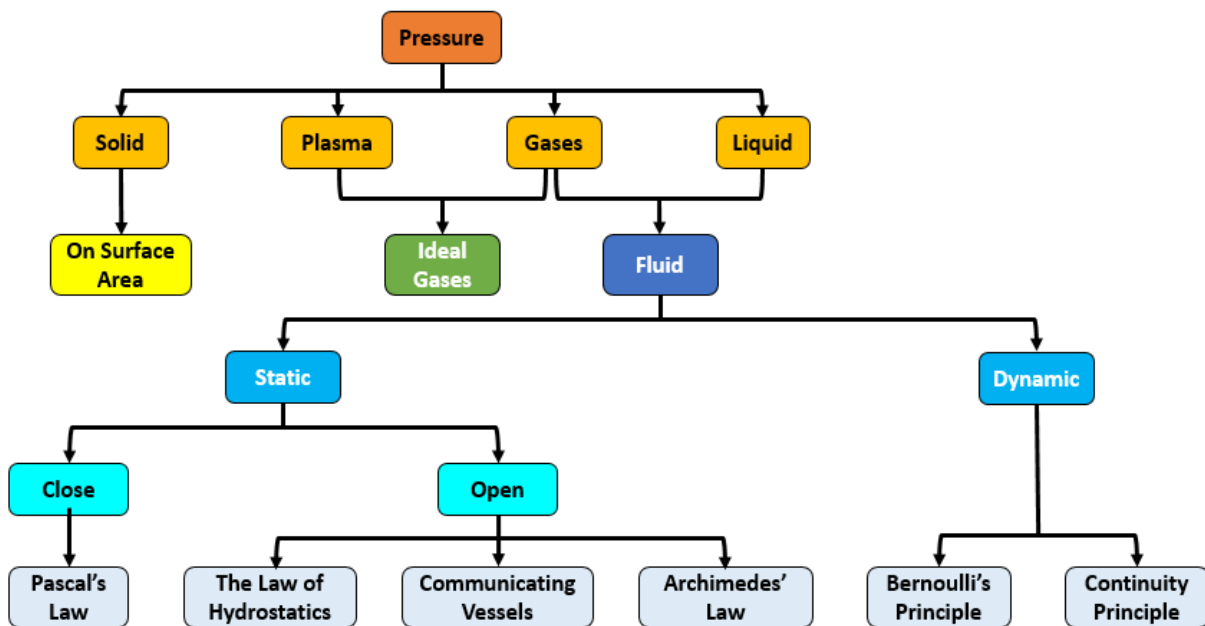 Pressure
Solid
Plasma
Gases
Liquid
On Surface
Area
Ideal
Gases
Fluid
Static
Dynamic
Close
Open
Pascal's
Law
The Law of
Hydrostatics
Communicating
Vessels
Archimedes'
Law
Bernoulli's
Principle
Continuity
Principle